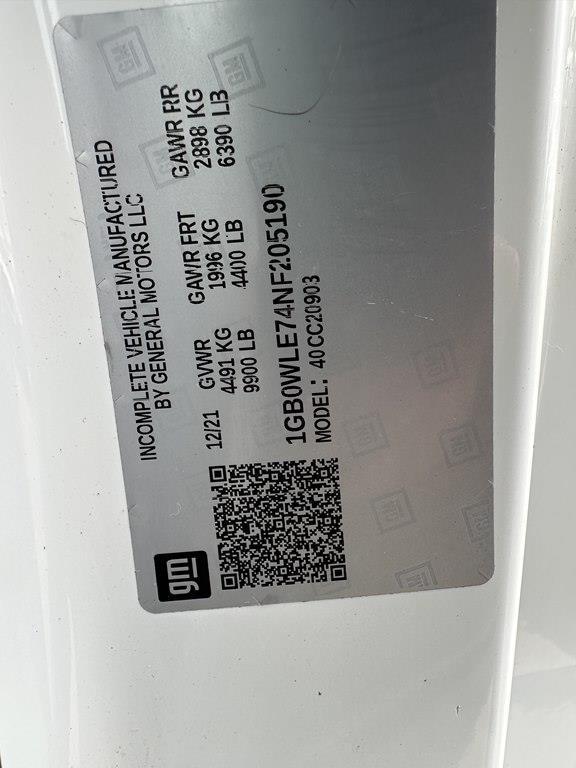 INCOMPLETE VEHICLE MANUFACTURED
BY GENERAL MOTORS LLC
12/21 GVWR GAWR FRT GAWR RR
4491 KG 1996 KG 2898 KG
9900 LB 4400 LB 6390 LB
1GB0WLE74NF205190
MODEL: 40CC20903
gm